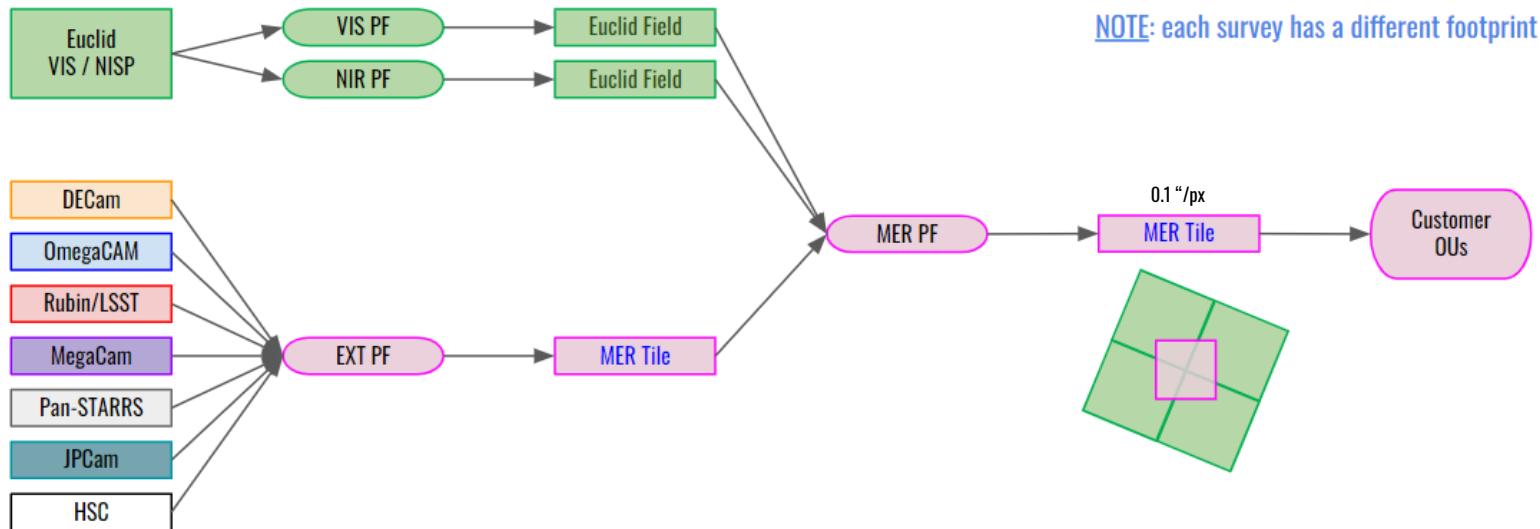 Euclid
VIS / NISP
VIS PF
Euclid Field
NOTE: each survey has a different footprint
NIR PF
Euclid Field
DECam
OmegaCAM
Rubin/LSST
MegaCam
Pan-STARRS
JPCam
HSC
EXT PF
MER Tile
MER PF
0.1 “/px
MER Tile
Customer
OUs